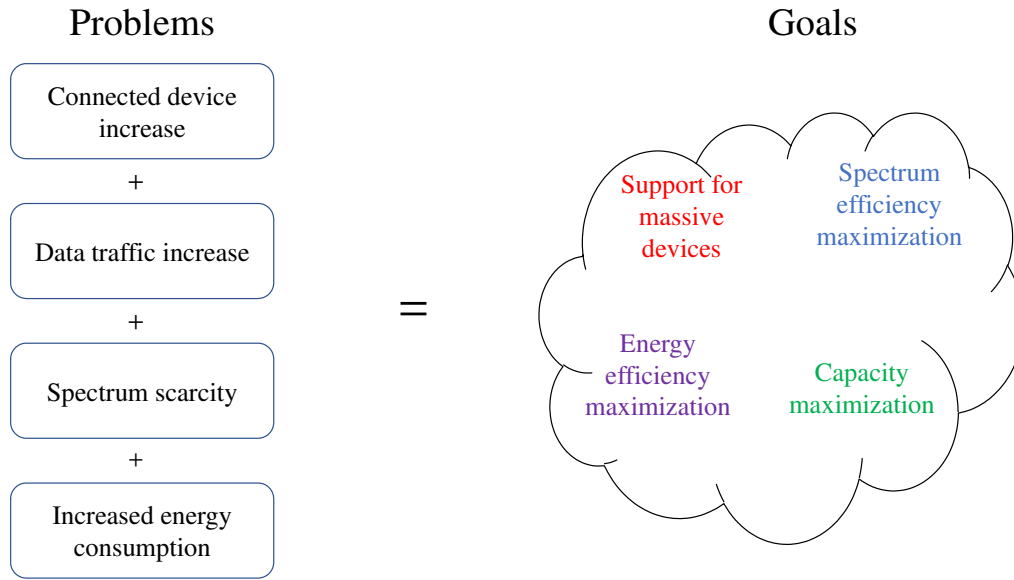 Problems
Connected device
increase
+
Data traffic increase
+
Spectrum scarcity
+
Increased energy
consumption
=
Goals
Support for
massive
devices
Spectrum
efficiency
maximization
Energy
efficiency
maximization
Capacity
maximization